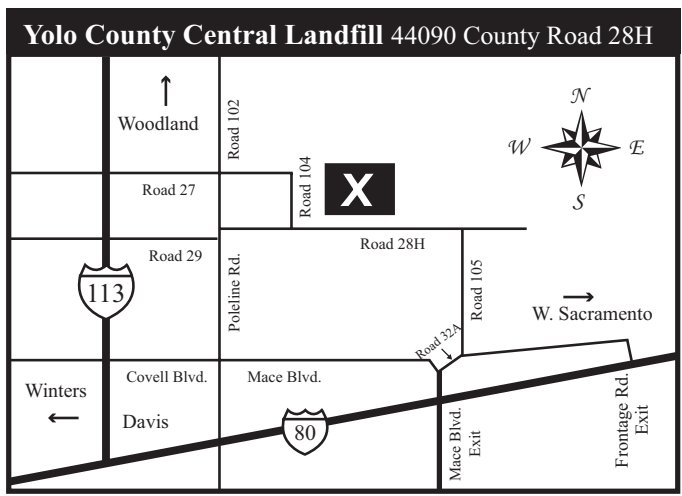 Yolo County Central Landfill 44090 County Road 28H
Woodland
Road 102
N
W
E
S
Road 104
X
Road 27
Road 28H
Road 29
113
Poleline Rd.
Road 105
W. Sacramento
Road 32A
Covell Blvd.
Mace Blvd.
Winters
Davis
80
Mace Blvd.
Exit
Frontage Rd.
Exit